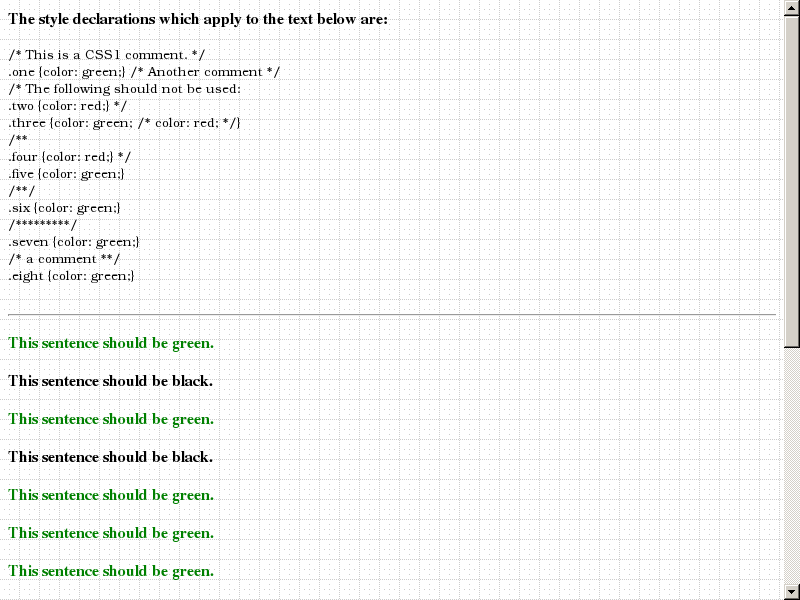 The style declarations which apply to the text below are:
/* This is a CSS1 comment. */
.one {color: green;} /* Another comment */
/* The following should not be used:
.two {color: red;} */
.three {color: green; /* color: red; */}
/**
.four {color: red;} */
.five {color: green;}
/**/
.six {color: green;}
/*********/
.seven {color: green;}
/* a comment **/
.eight {color: green;}
This sentence should be green.
This sentence should be black.
This sentence should be green.
This sentence should be black.
This sentence should be green.
This sentence should be green.
This sentence should be green.